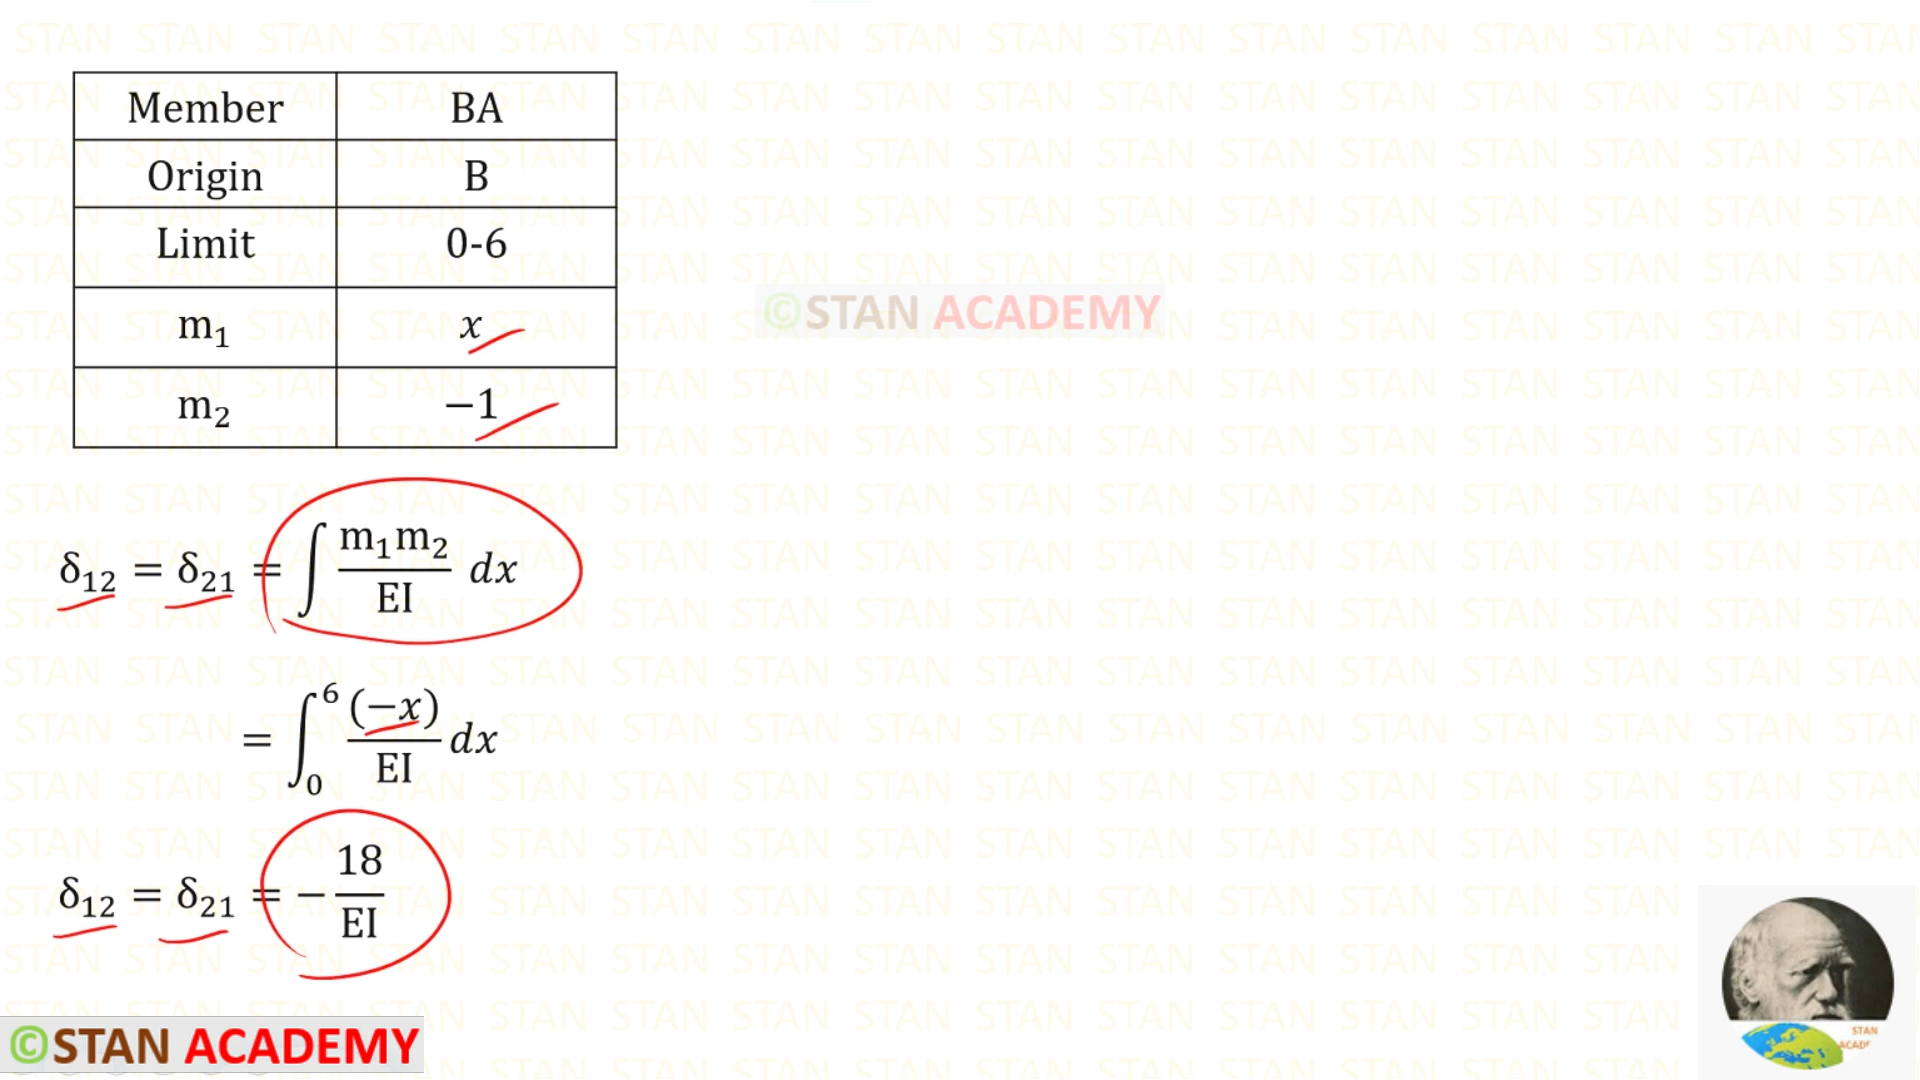 Member BA
Origin B
Limit 0-6
m₁ x
m₂ −1
©STAN ACADEMY
δ₁₂ = δ₂₁ = ∫ m₁m₂/EI dx
= ∫₀⁶ (−x)/EI dx
δ₁₂ = δ₂₁ = − 18/EI
©STAN ACADEMY
STAN